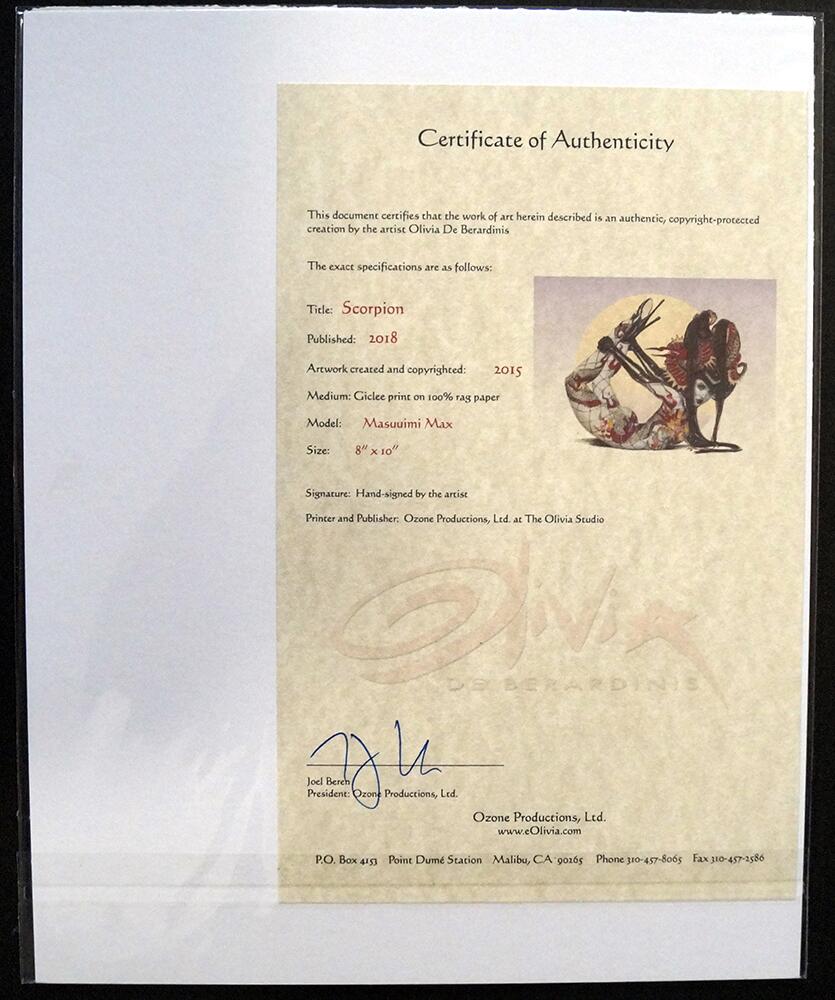 Certificate of Authenticity
This document certifies that the work of art herein described is an authentic, copyright-protected
creation by the artist Olivia De Berardinis
The exact specifications are as follows:
Title: Scorpion
Published: 2018
Artwork created and copyrighted: 2015
Medium: Giclee print on 100% rag paper
Model: Masuuimi Max
Size: 8" x 10"
Signature: Hand-signed by the artist
Printer and Publisher: Ozone Productions, Ltd. at The Olivia Studio
Olivia
DE BERARDINIS
Joel Beren
President: Ozone Productions, Ltd.
Ozone Productions, Ltd.
www.eOlivia.com
P.O. Box 4153 Point Dumé Station Malibu, CA 90265 Phone 310-457-8065 Fax 310-457-2586